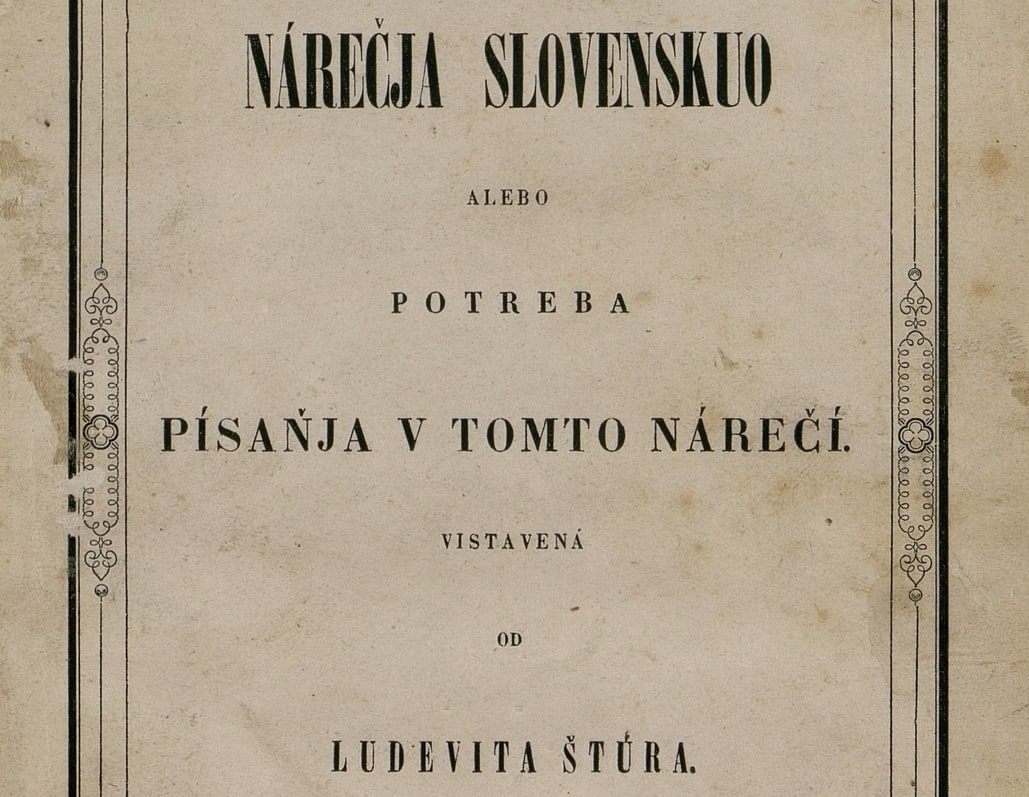 NÁREČJA SLOVENSKUO
ALEBO
POTREBA
PÍSAŇJA V TOMTO NÁREČÍ.
VISTAVENÁ
OD
LUDEVITA ŠTÚRA.